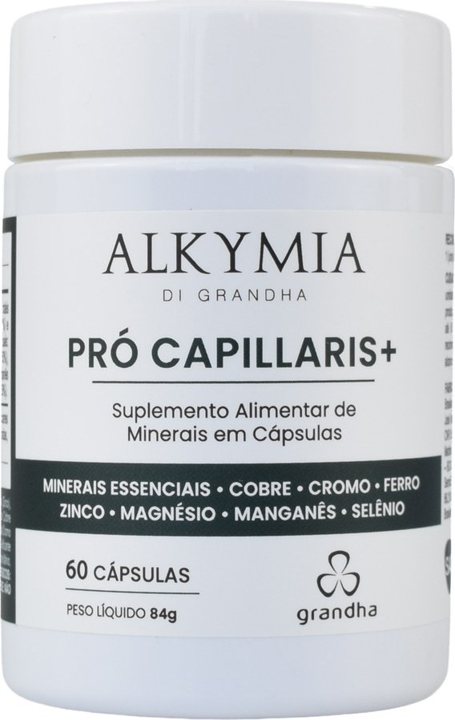 ALKYMIA
DI GRANDHA
PRÓ CAPILLARIS+
Suplemento Alimentar de
Minerais em Cápsulas
MINERAIS ESSENCIAIS • COBRE • CROMO • FERRO
ZINCO • MAGNÉSIO • MANGANÊS • SELÊNIO
60 CÁPSULAS
PESO LÍQUIDO 84g
grandha